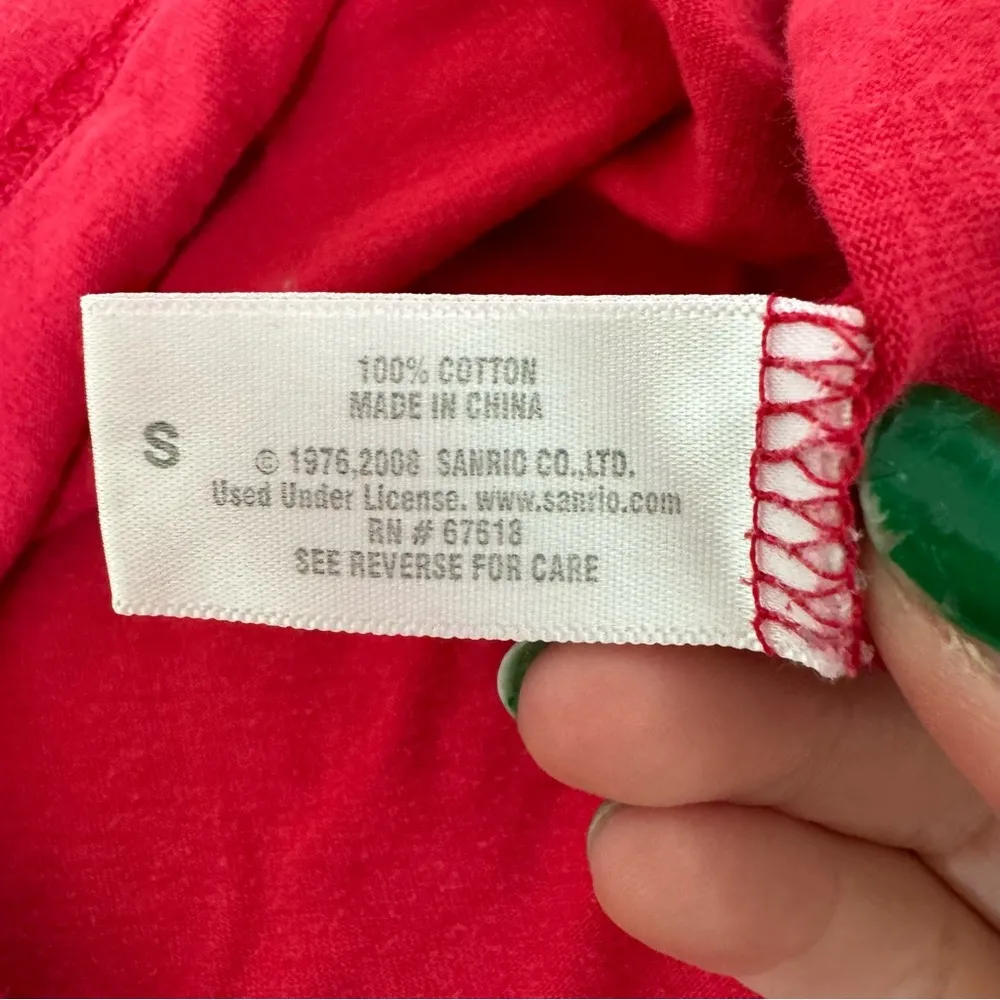 100% COTTON
MADE IN CHINA
S
© 1976,2008 SANRIO CO.,LTD.
Used Under License. www.sanrio.com
RN # 67618
SEE REVERSE FOR CARE